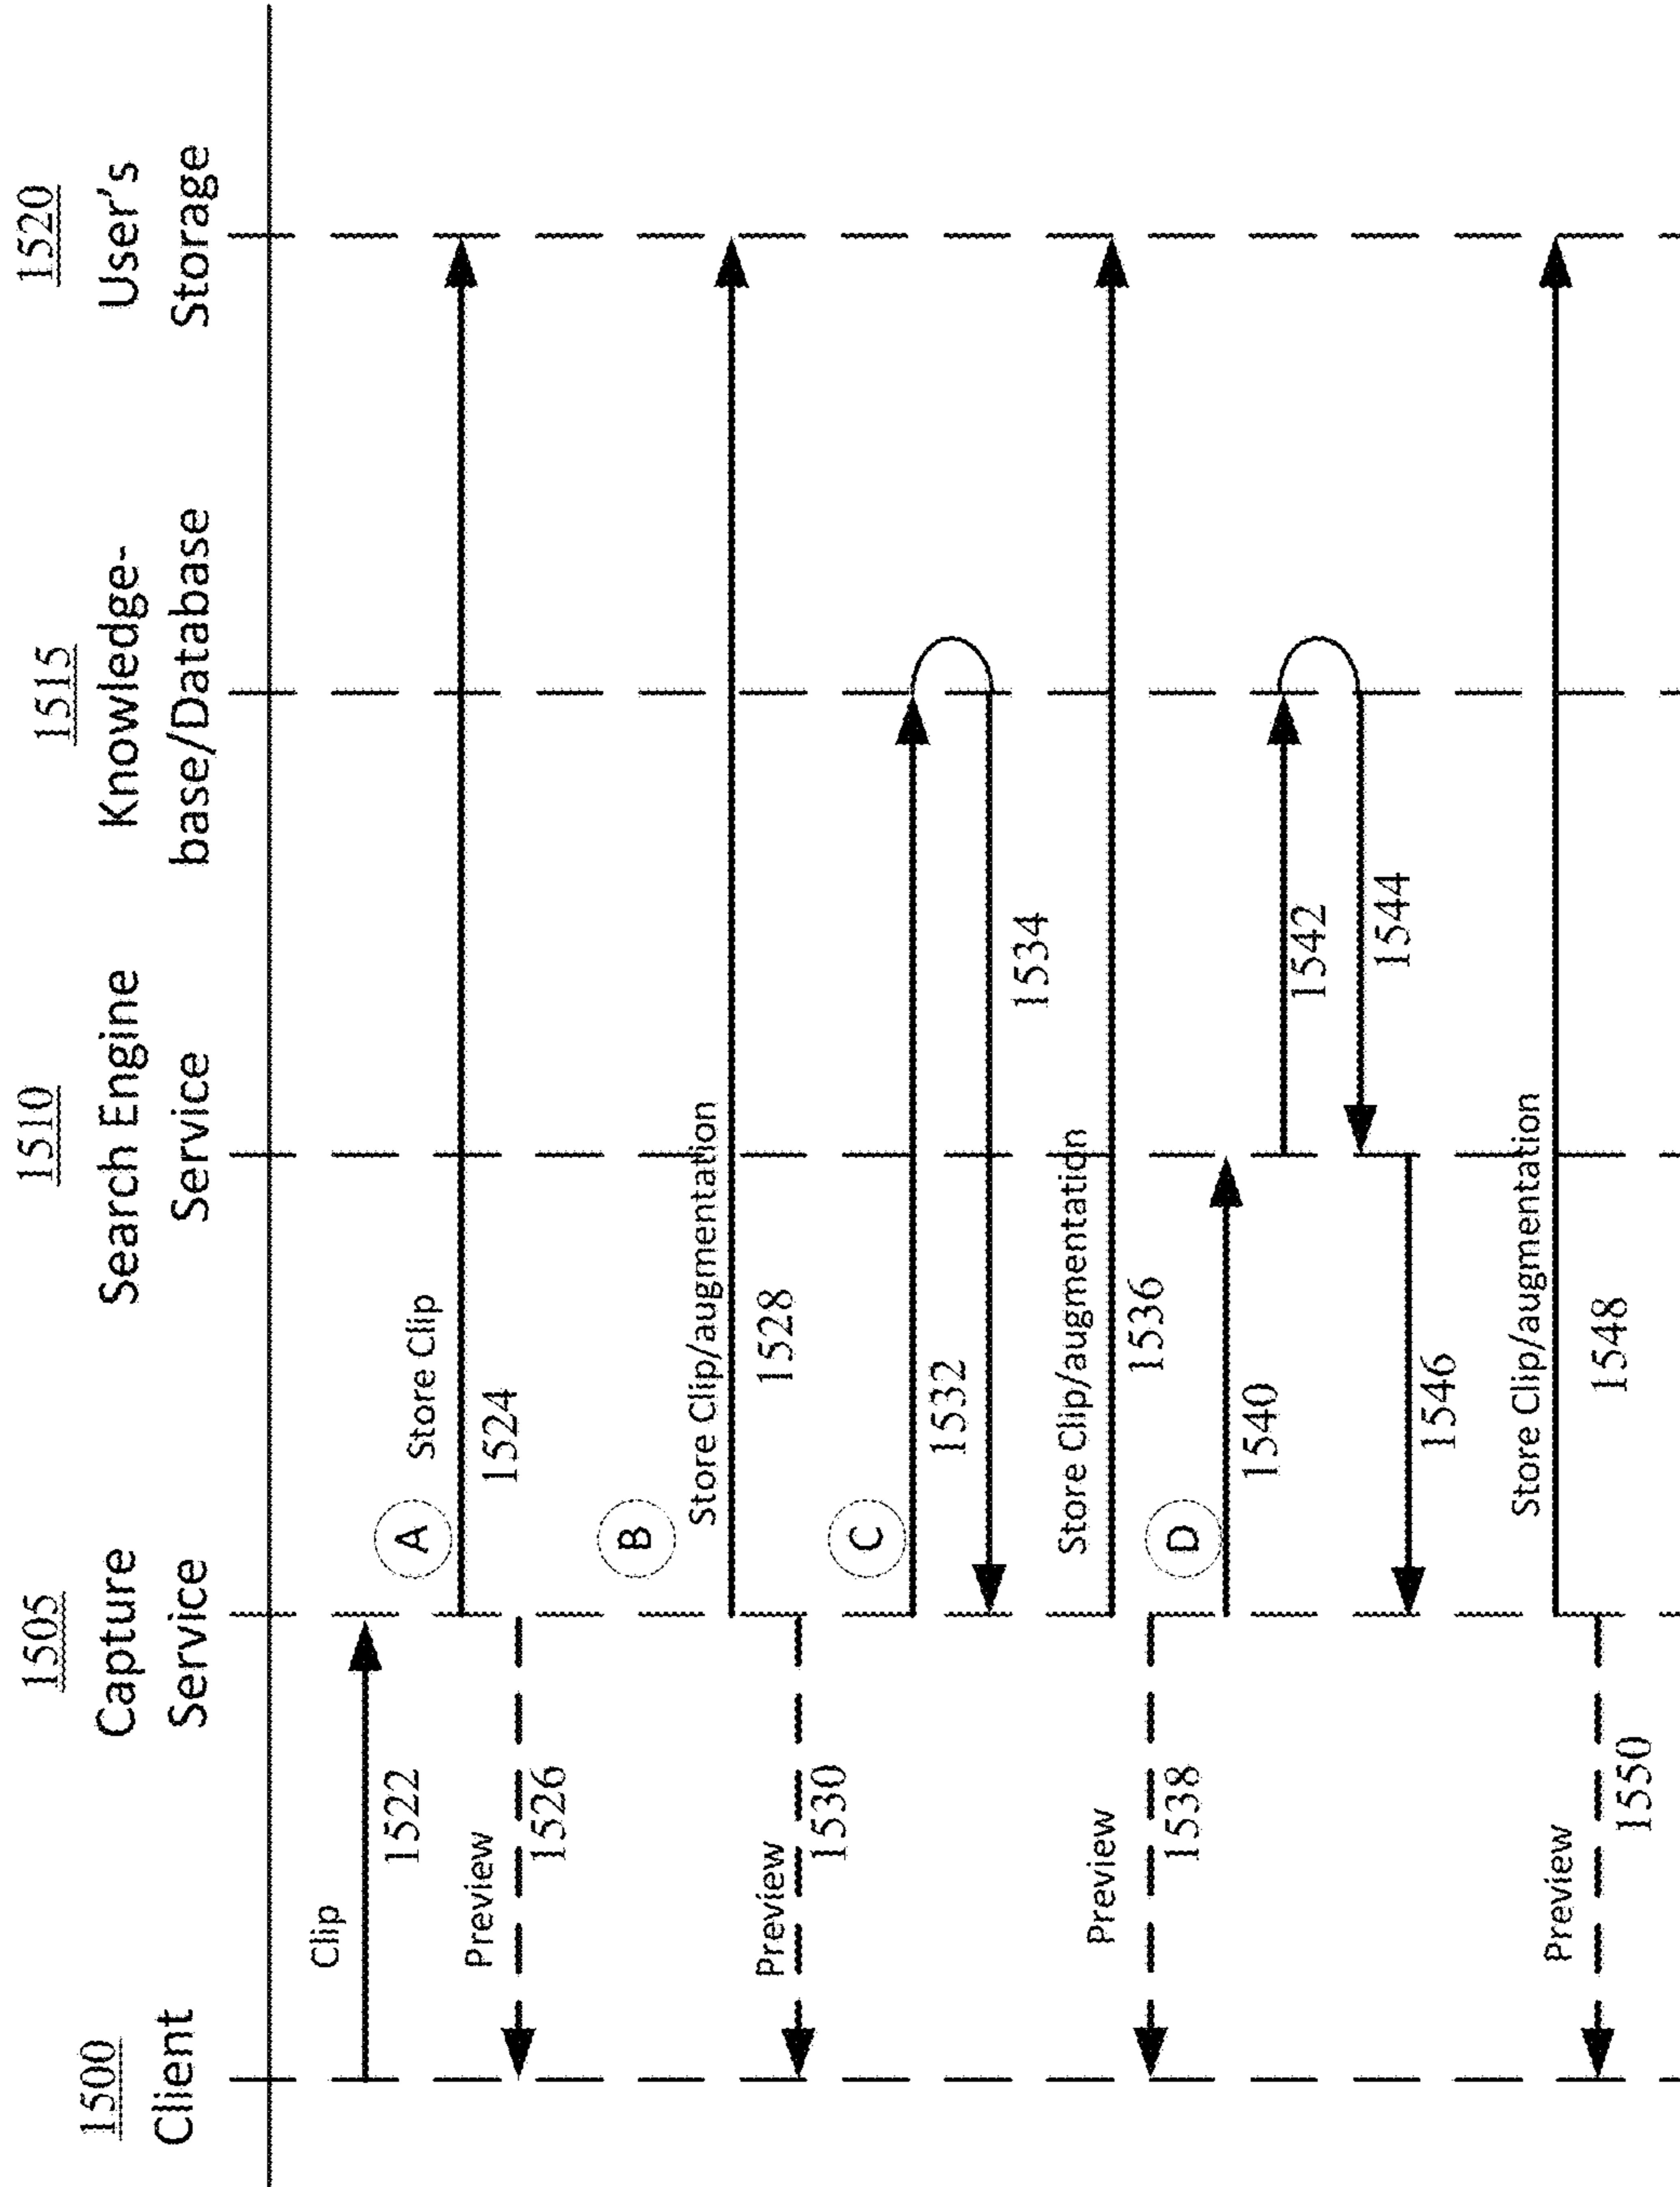 1500
Client
1505
Capture
Service
1510
Search Engine
Service
1515
Knowledge-
base/Database
1520
User's
Storage
Clip
1522
A
Store Clip
1524
Preview
1526
B
Store Clip/augmentation
1528
Preview
1530
C
1532
1534
Store Clip/augmentation
1536
Preview
1538
D
1540
1542
1544
1546
Store Clip/augmentation
1548
Preview
1550